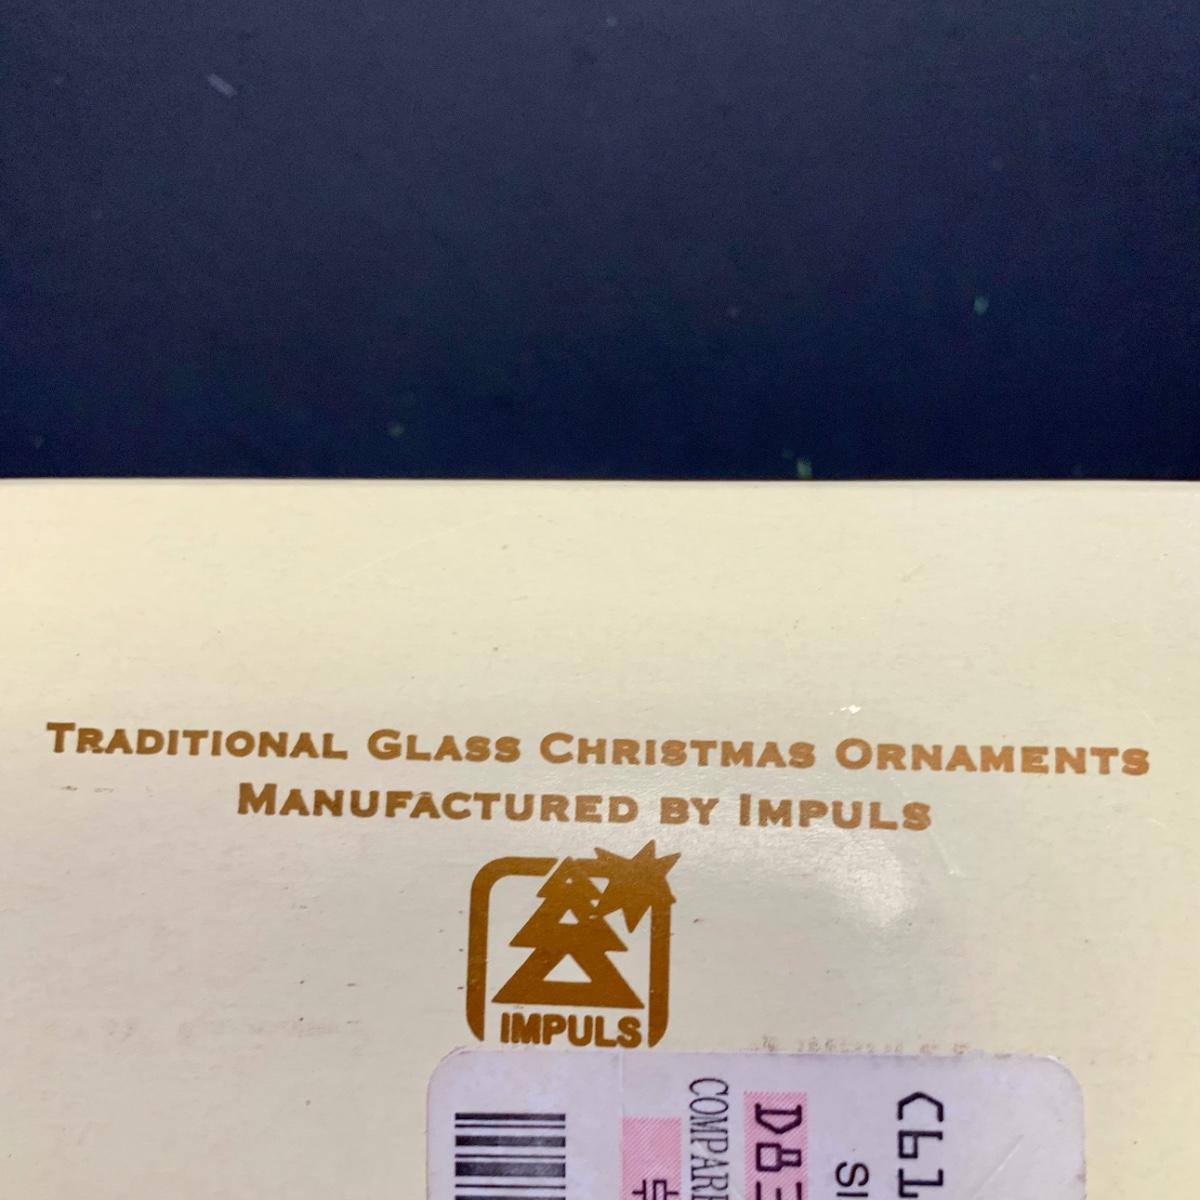 Traditional Glass Christmas Ornaments
Manufactured by Impuls
IMPULS